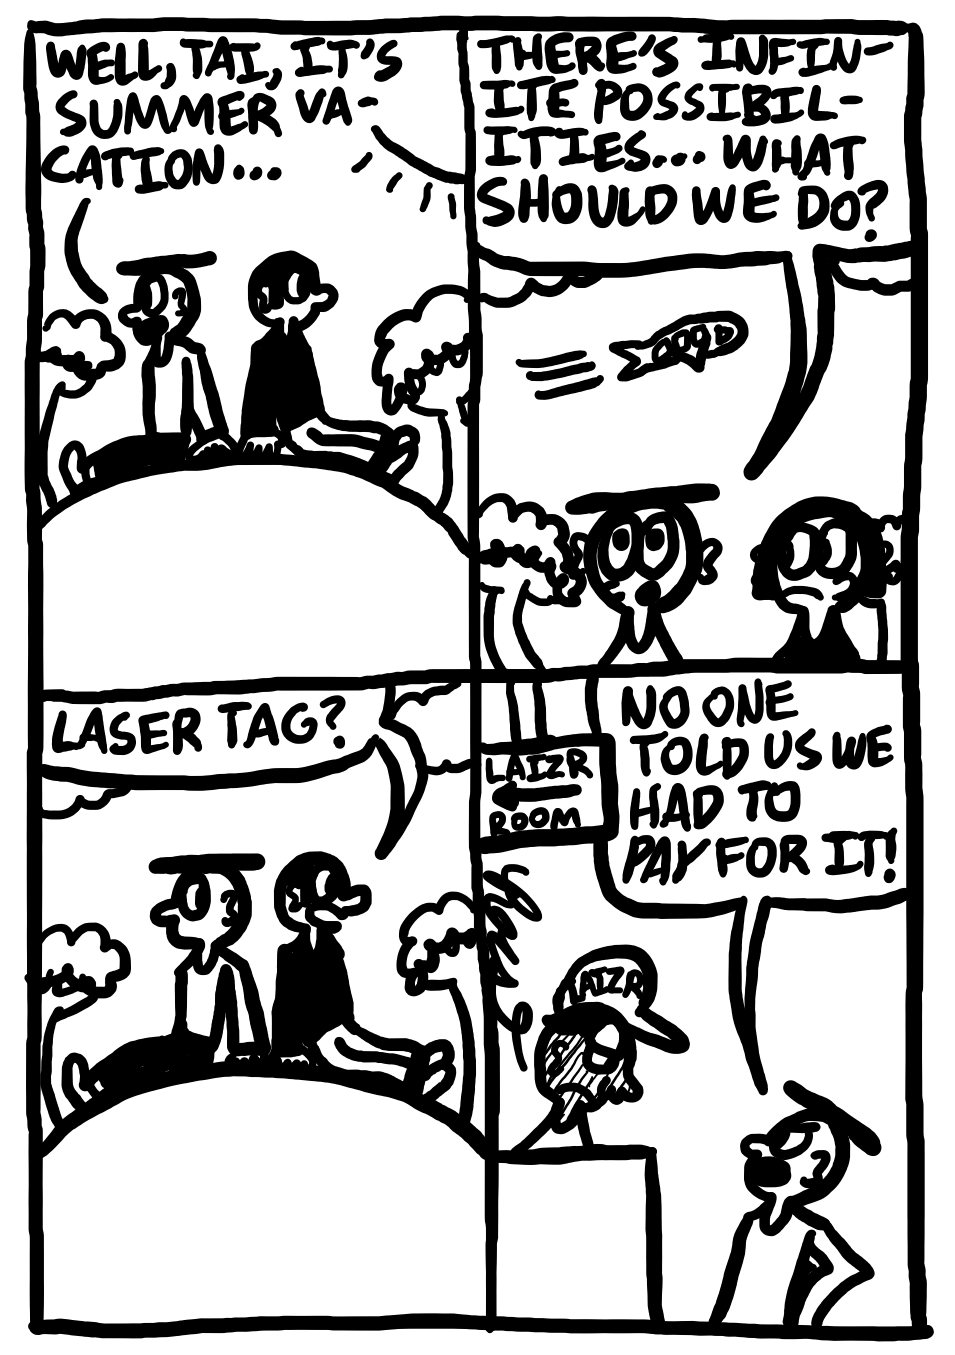 WELL, TAI, IT'S
SUMMER VA-
CATION...
THERE'S INFIN-
ITE POSSIBIL-
ITIES... WHAT
SHOULD WE DO?
LASER TAG?
LAIZR
ROOM
NO ONE
TOLD US WE
HAD TO
PAY FOR IT!
LAIZR